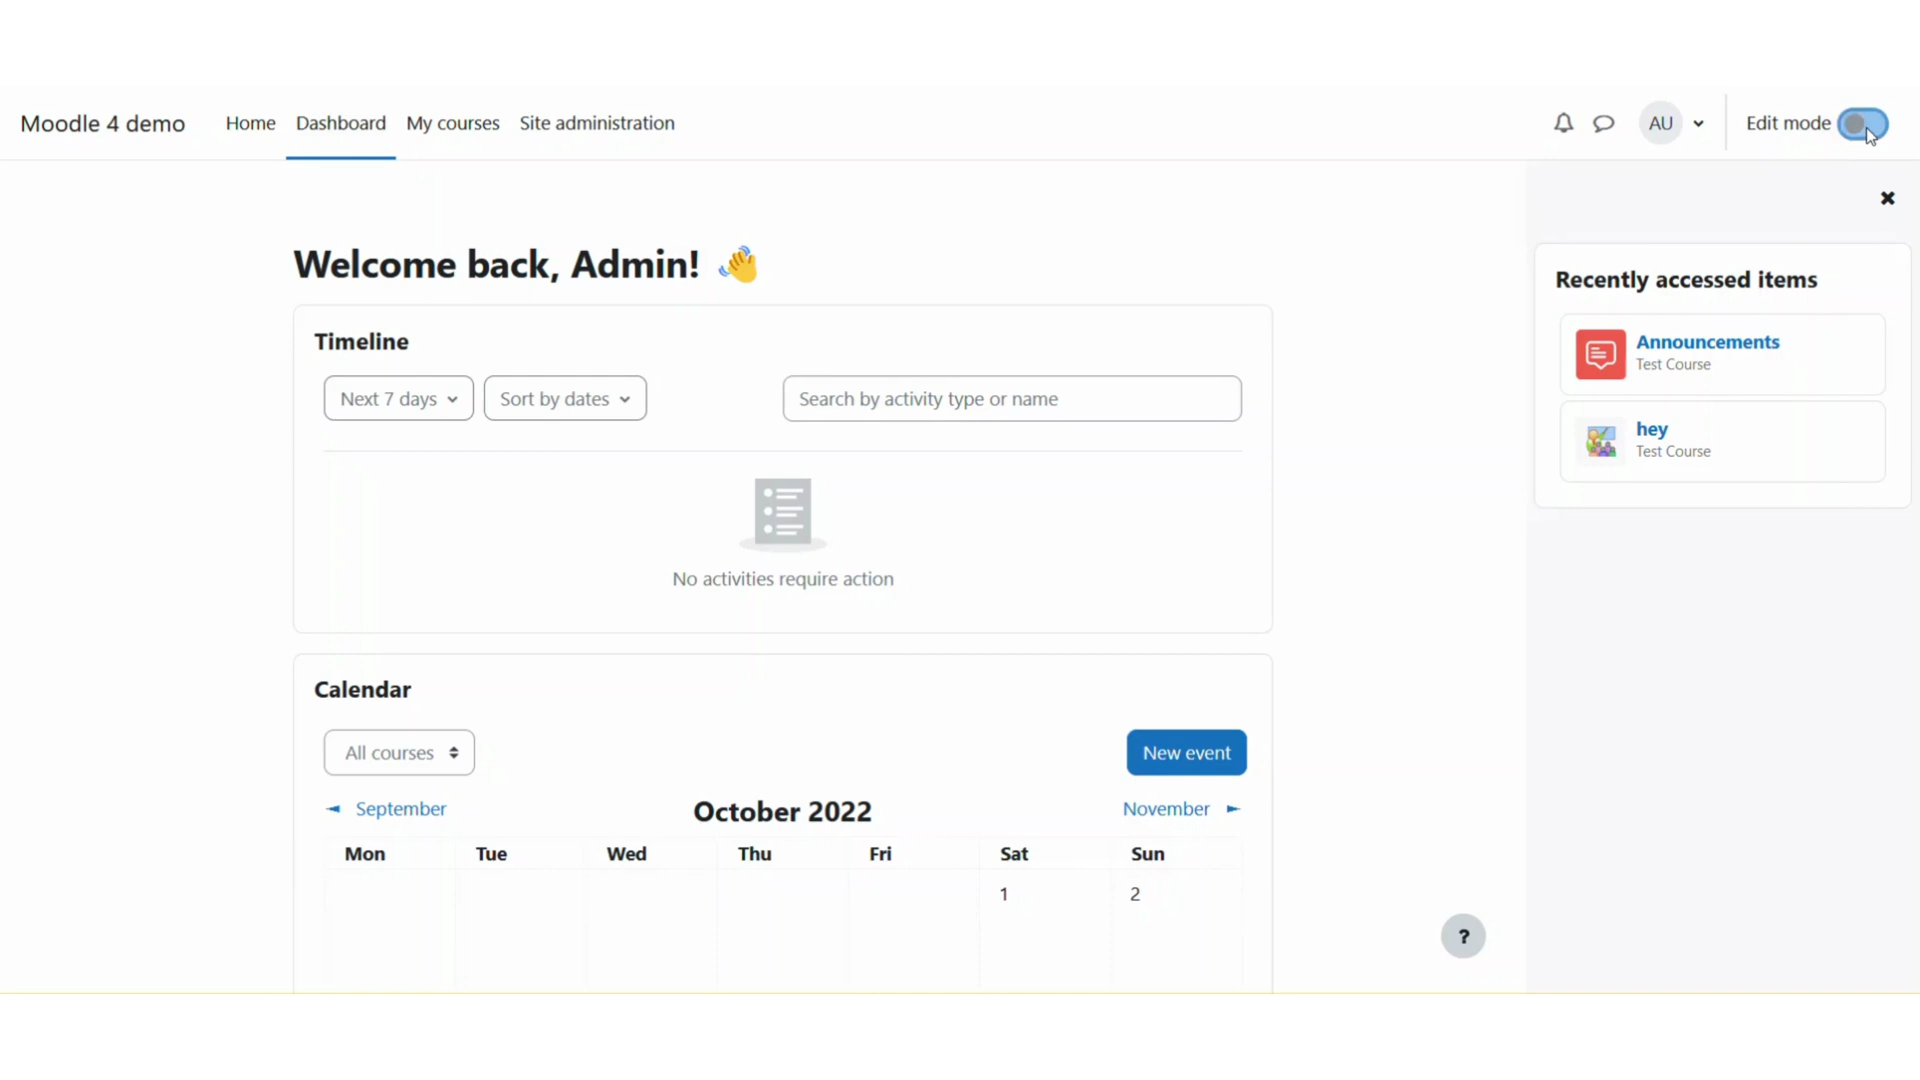 Moodle 4 demo Home Dashboard My courses Site administration AU Edit mode
Welcome back, Admin!
Timeline
Next 7 days Sort by dates Search by activity type or name
No activities require action
Calendar
All courses New event
◄ September October 2022 November ►
Mon Tue Wed Thu Fri Sat Sun
1 2
Recently accessed items
Announcements
Test Course
hey
Test Course
?